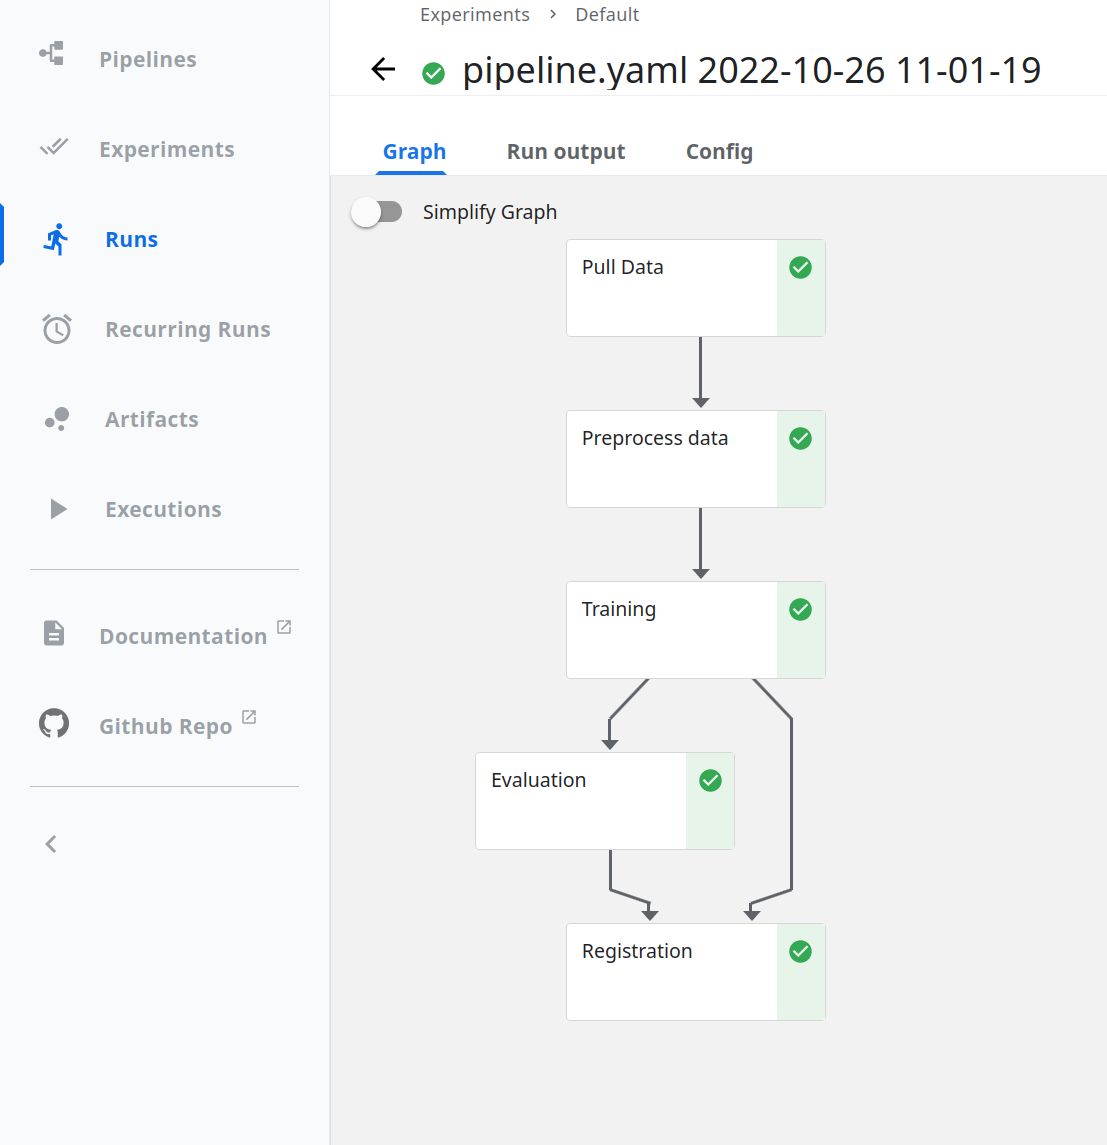 Pipelines
Experiments
Runs
Recurring Runs
Artifacts
Executions
Documentation
Github Repo
Experiments > Default
pipeline.yaml 2022-10-26 11-01-19
Graph Run output Config
Simplify Graph
Pull Data
Preprocess data
Training
Evaluation
Registration